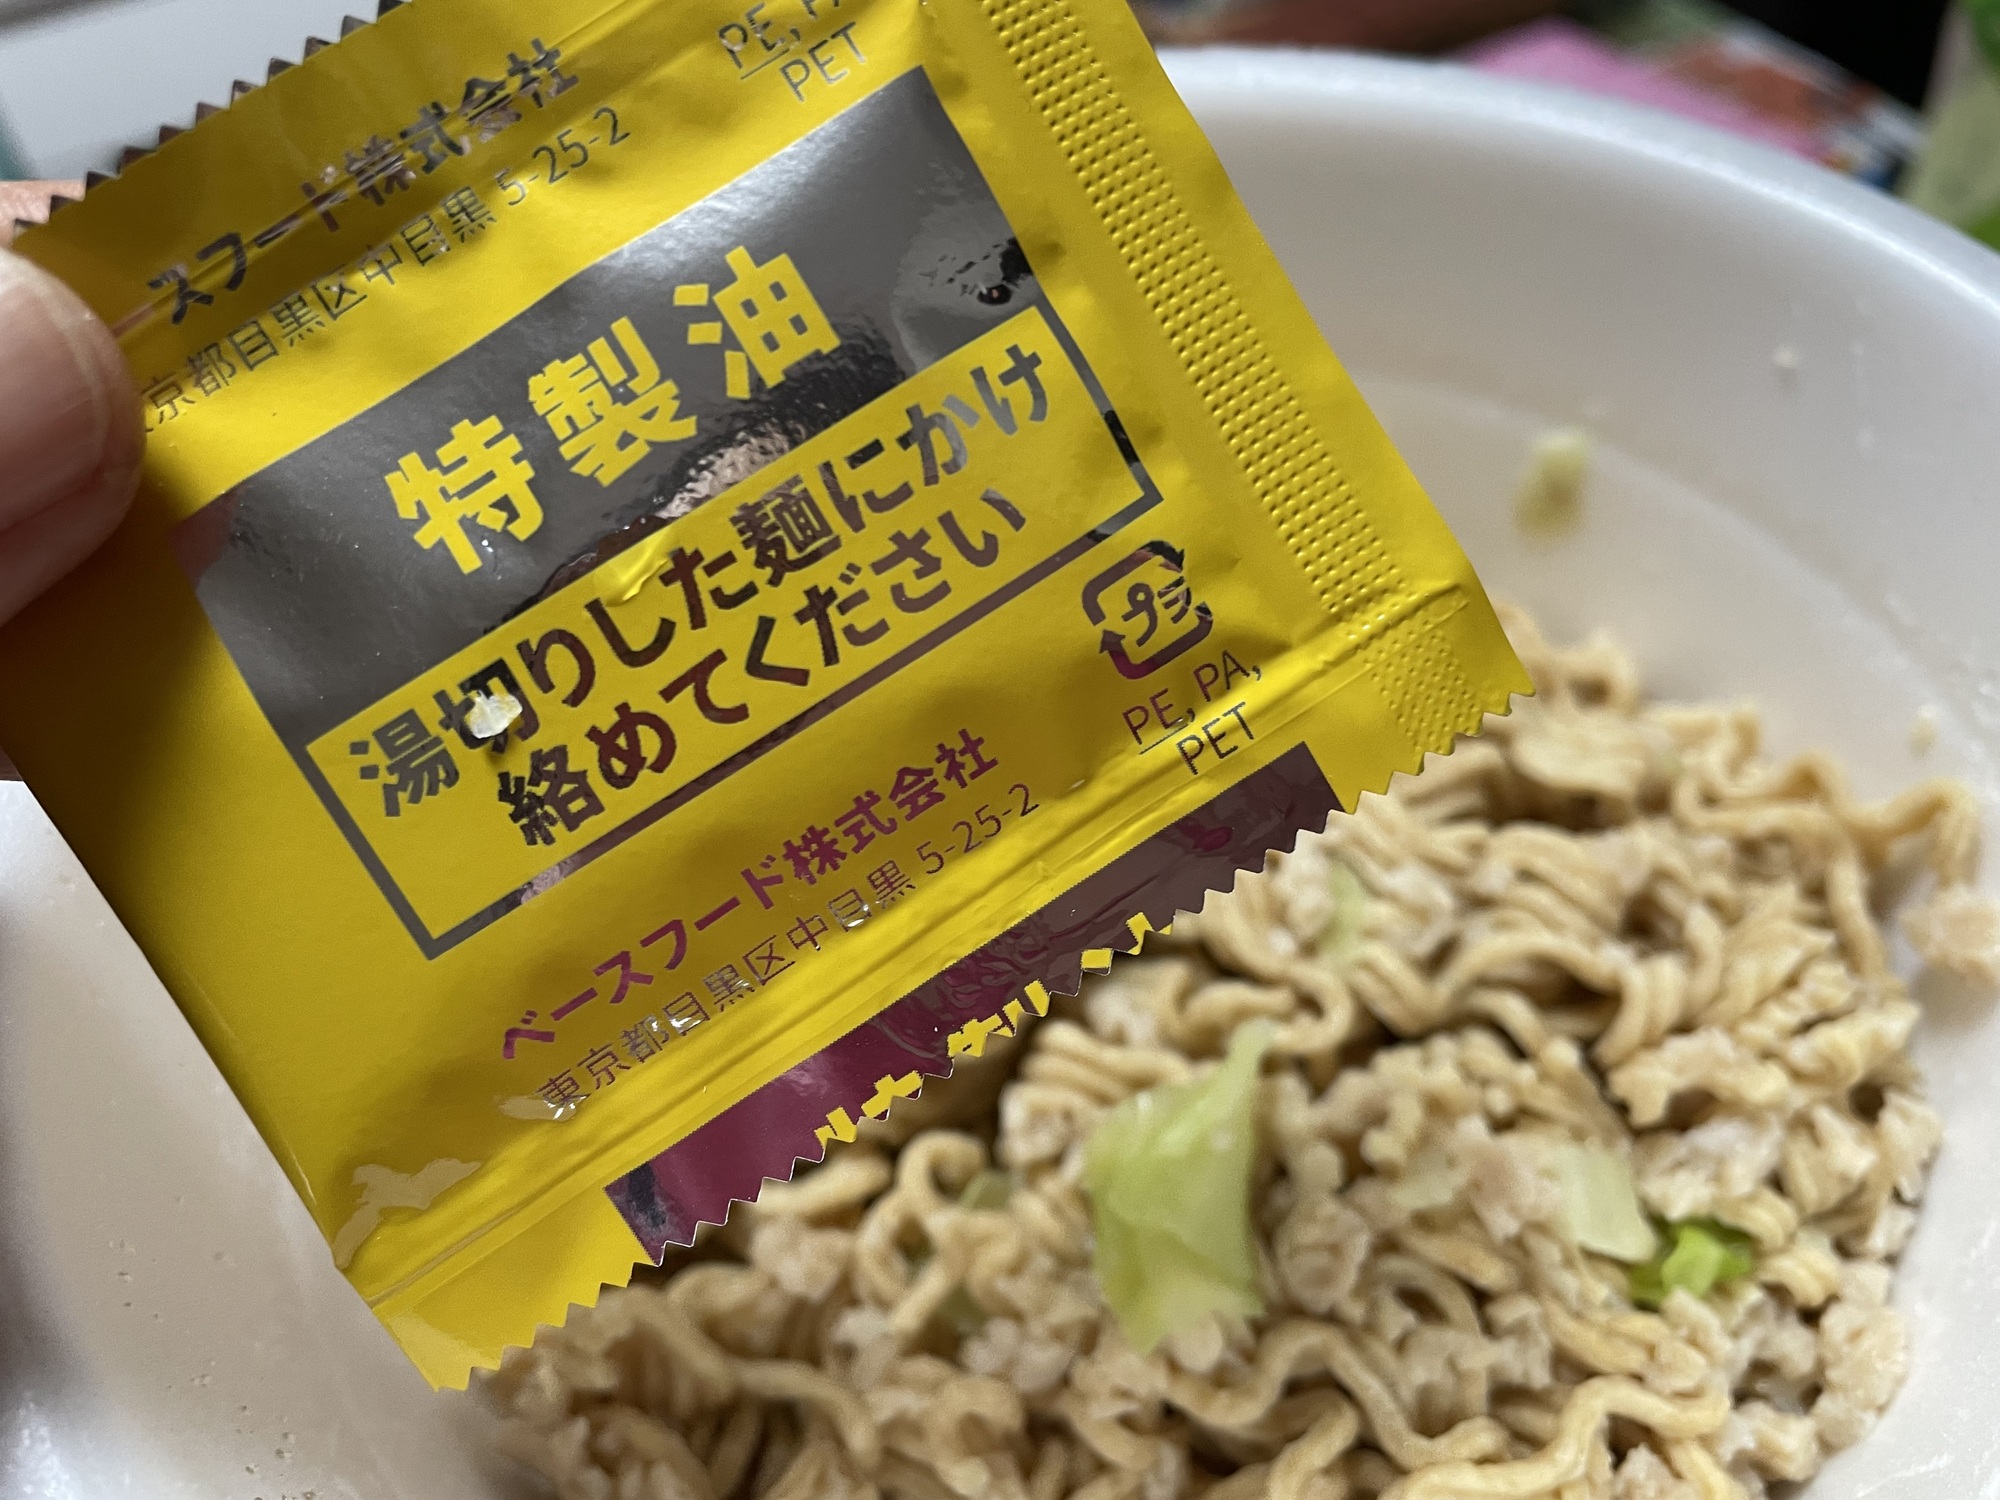 PET
ースフード株式会社
京都目黒区中目黒 5-25-2
特製油
湯切りした麺にかけ
絡めてください
プラ
PE, PA,
PET
ベースフード株式会社
東京都目黒区中目黒 5-25-2